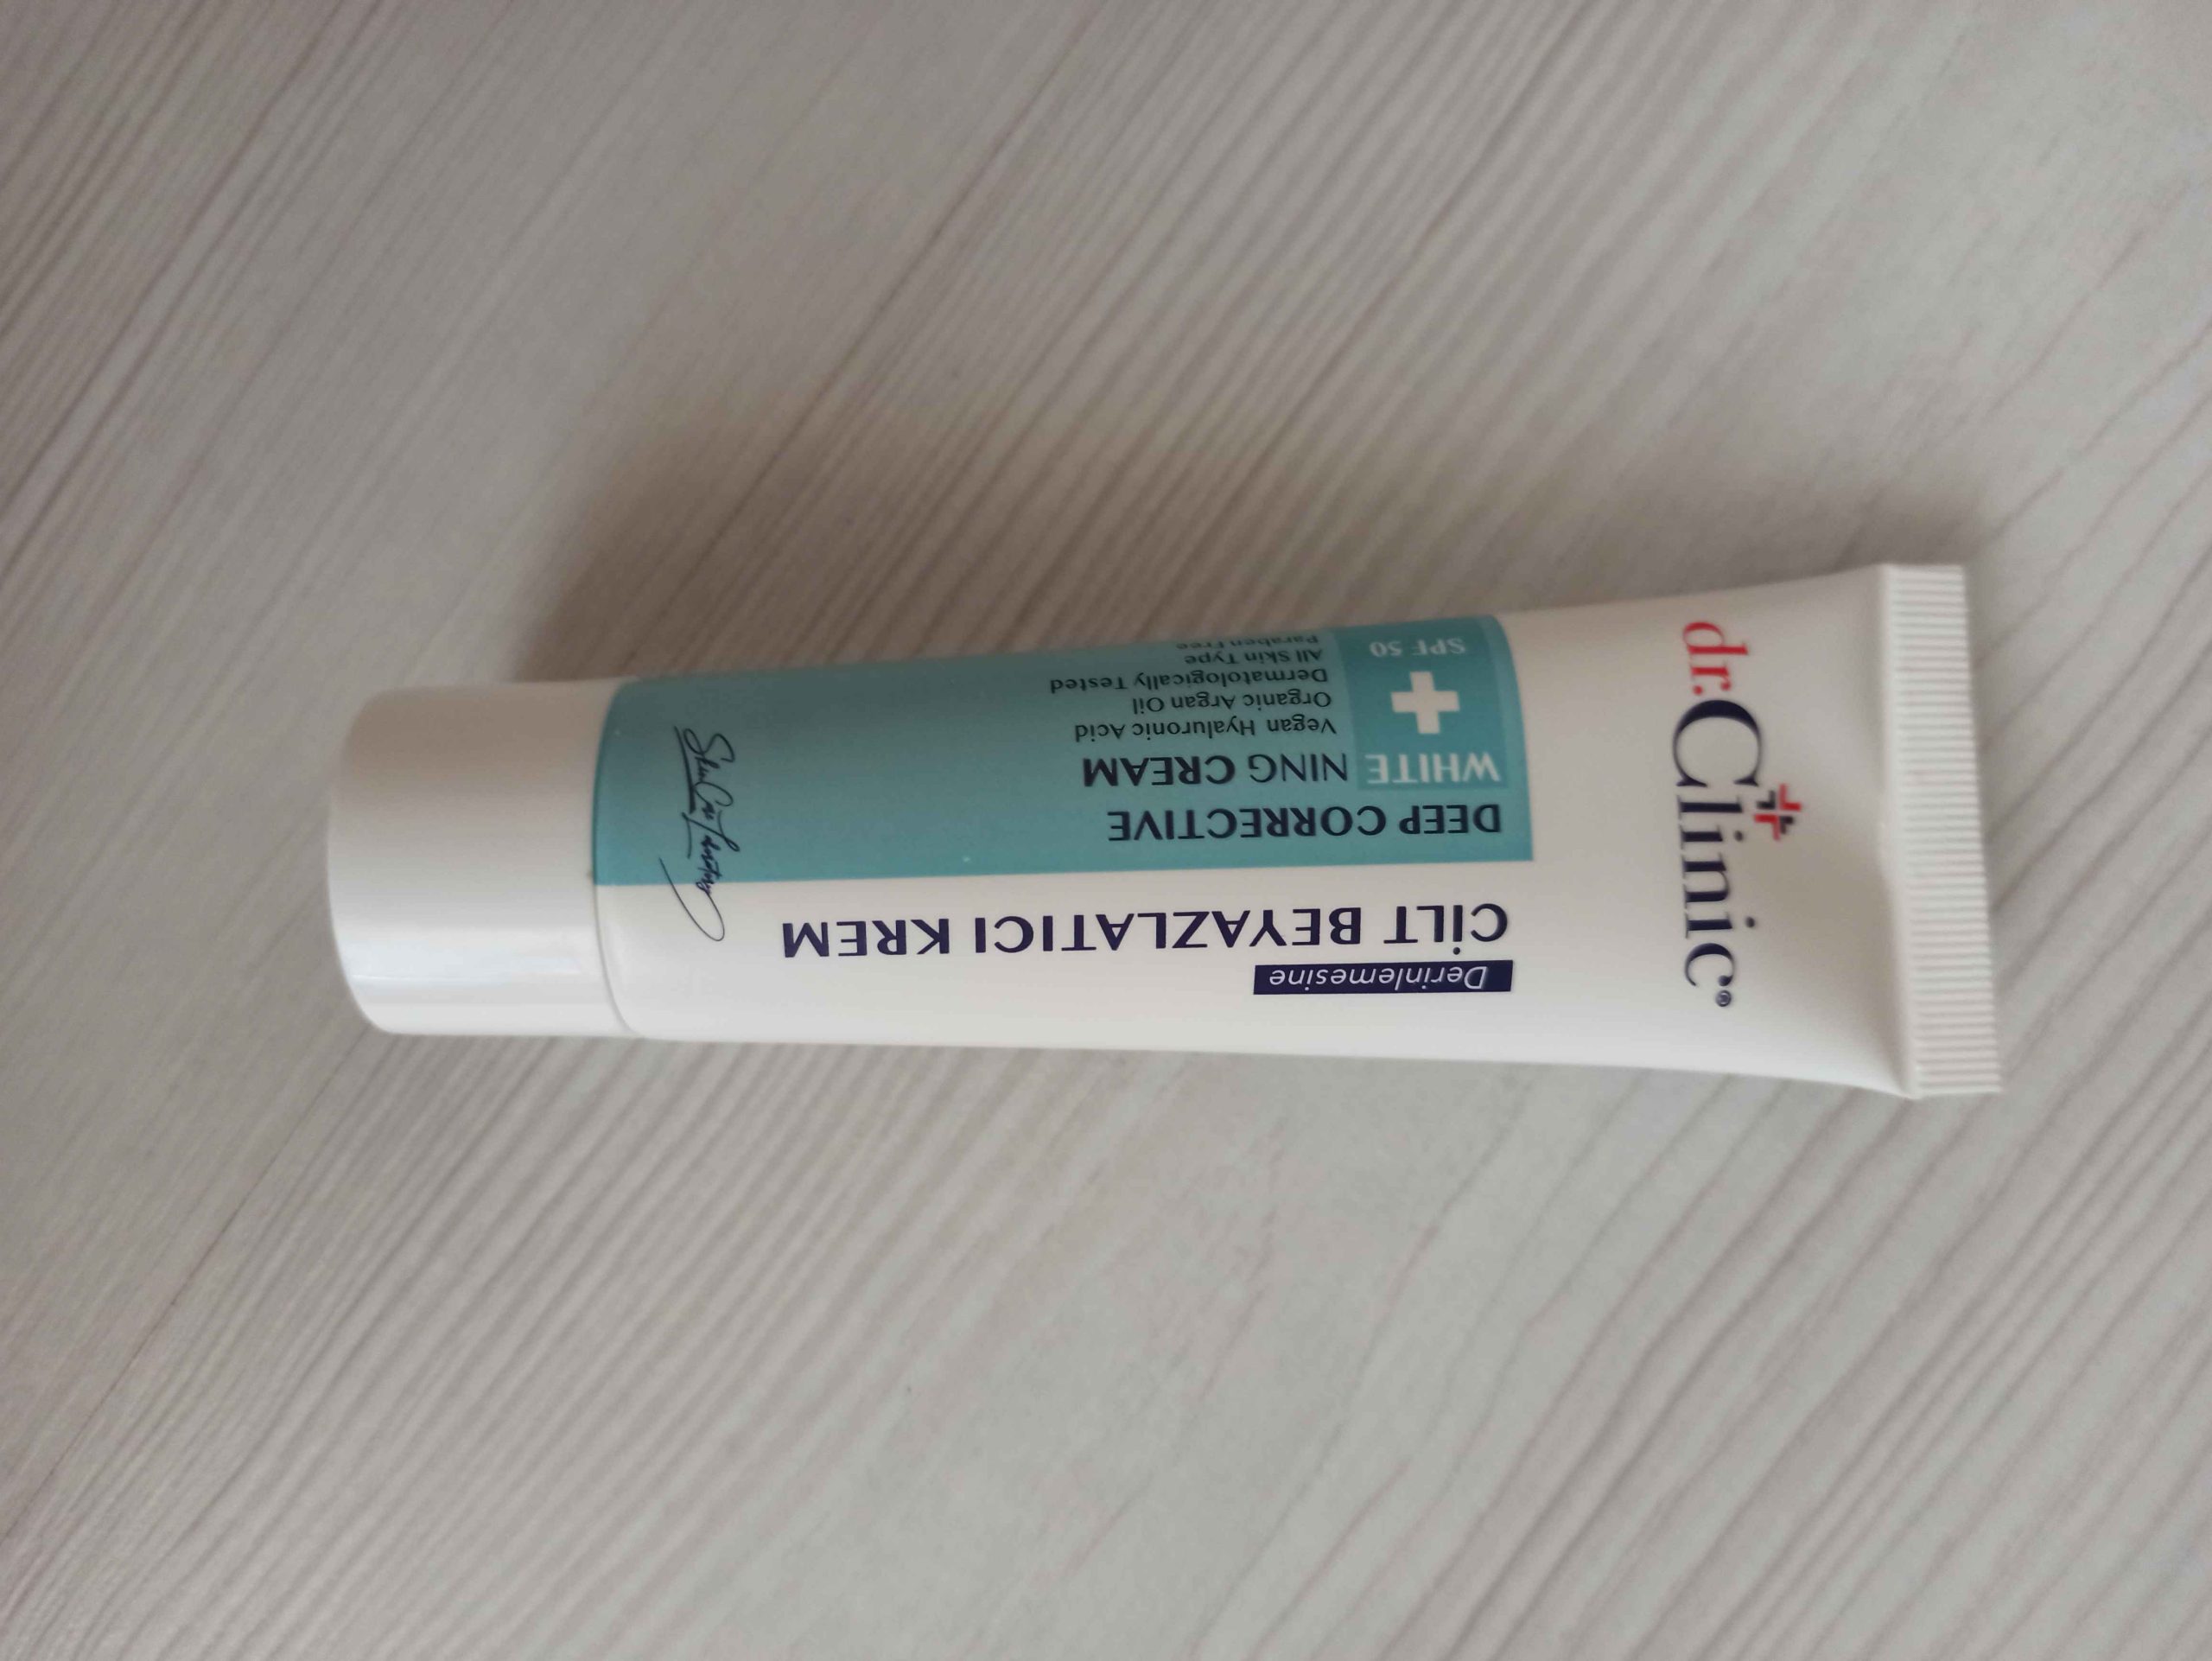 dr.Clinic®
Derinlemesine
CİLT BEYAZLATICI KREM
DEEP CORRECTIVE
WHITE NING CREAM
Vegan Hyaluronic Acid
Organic Argan Oil
Dermatologically Tested
All Skin Type
Paraben Free
SPF 50